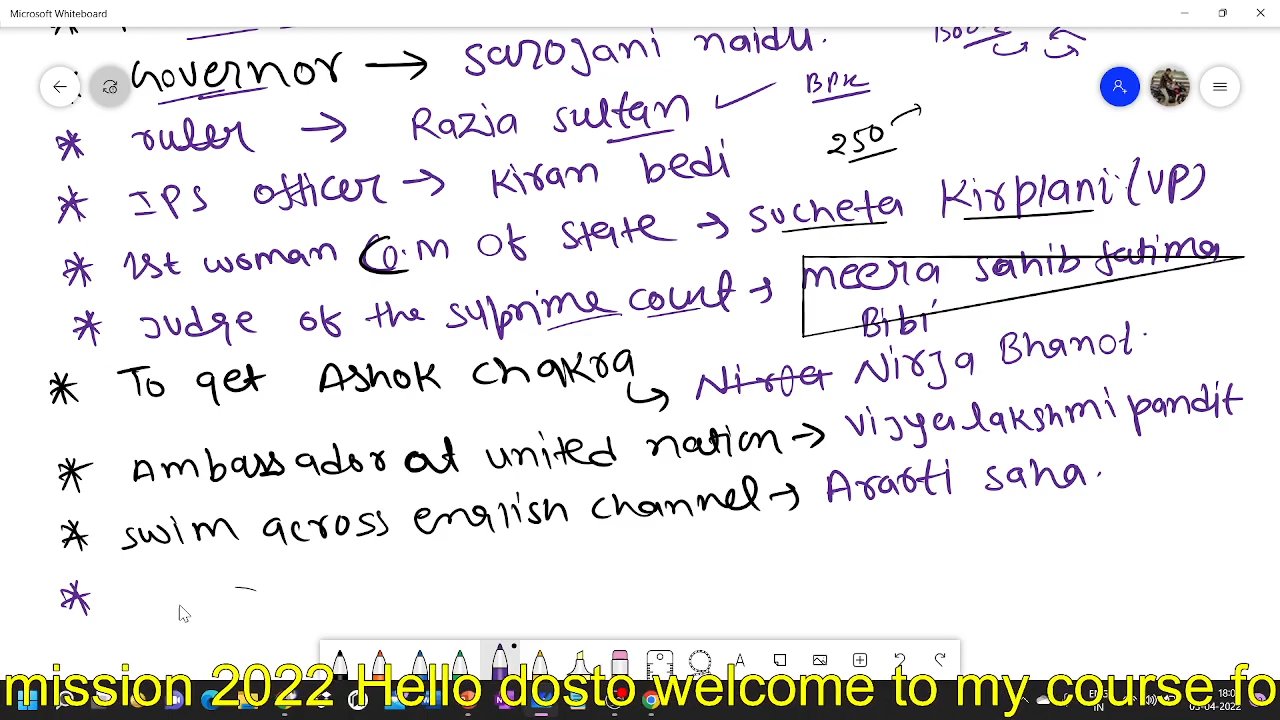 Microsoft Whiteboard
Governor → Sarojani naidu.
* ruler → Razia sultan ✓ BPK
250
* IPS officer → Kiran bedi
* 1st woman C.M of state → sucheta Kirplani (UP)
* Judge of the suprime court → meera sahib fatima
Bibi
* To get Ashok Chakra
Nirja Bhanot.
* Ambassador at united nation → Vijyalakshmi pandit
* swim across english channel → Ararti saha.
*
mission 2022 Hello dosto welcome to my course fo